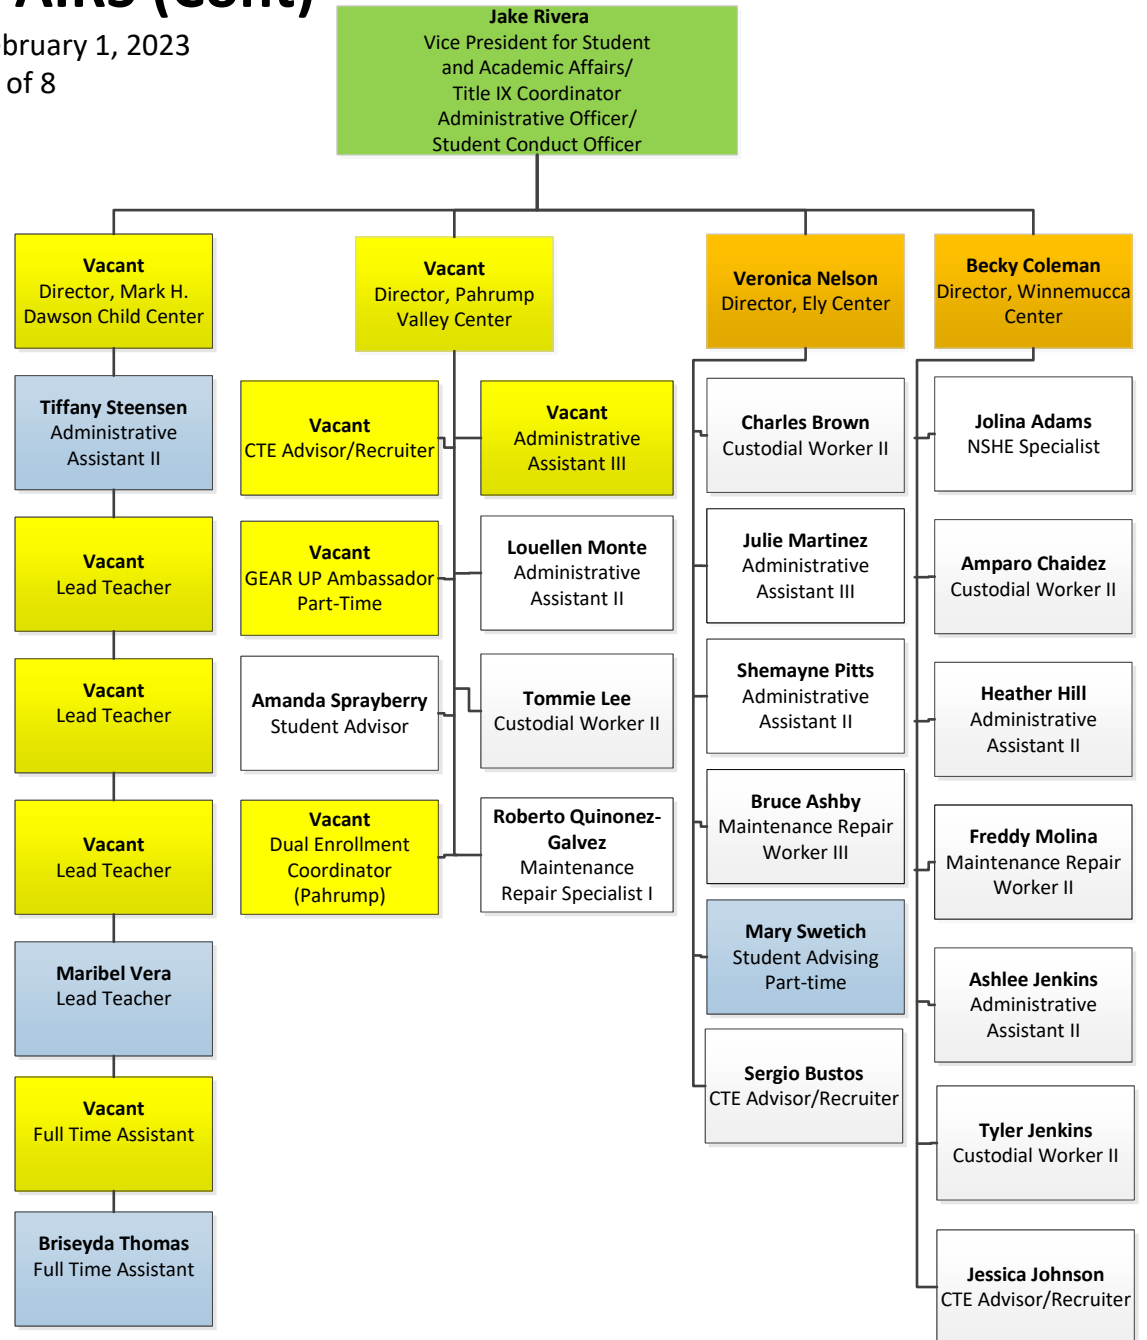 AIRS (Cont)
bruary 1, 2023
of 8
Jake Rivera
Vice President for Student
and Academic Affairs/
Title IX Coordinator
Administrative Officer/
Student Conduct Officer
Vacant
Director, Mark H.
Dawson Child Center
Vacant
Director, Pahrump
Valley Center
Veronica Nelson
Director, Ely Center
Becky Coleman
Director, Winnemucca
Center
Tiffany Steensen
Administrative
Assistant II
Vacant
Lead Teacher
Vacant
Lead Teacher
Vacant
Lead Teacher
Maribel Vera
Lead Teacher
Vacant
Full Time Assistant
Briseyda Thomas
Full Time Assistant
Vacant
CTE Advisor/Recruiter
Vacant
GEAR UP Ambassador
Part-Time
Amanda Sprayberry
Student Advisor
Vacant
Dual Enrollment
Coordinator
(Pahrump)
Vacant
Administrative
Assistant III
Louellen Monte
Administrative
Assistant II
Tommie Lee
Custodial Worker II
Roberto Quinonez-
Galvez
Maintenance
Repair Specialist I
Charles Brown
Custodial Worker II
Julie Martinez
Administrative
Assistant III
Shemayne Pitts
Administrative
Assistant II
Bruce Ashby
Maintenance Repair
Worker III
Mary Swetich
Student Advising
Part-time
Sergio Bustos
CTE Advisor/Recruiter
Jolina Adams
NSHE Specialist
Amparo Chaidez
Custodial Worker II
Heather Hill
Administrative
Assistant II
Freddy Molina
Maintenance Repair
Worker II
Ashlee Jenkins
Administrative
Assistant II
Tyler Jenkins
Custodial Worker II
Jessica Johnson
CTE Advisor/Recruiter